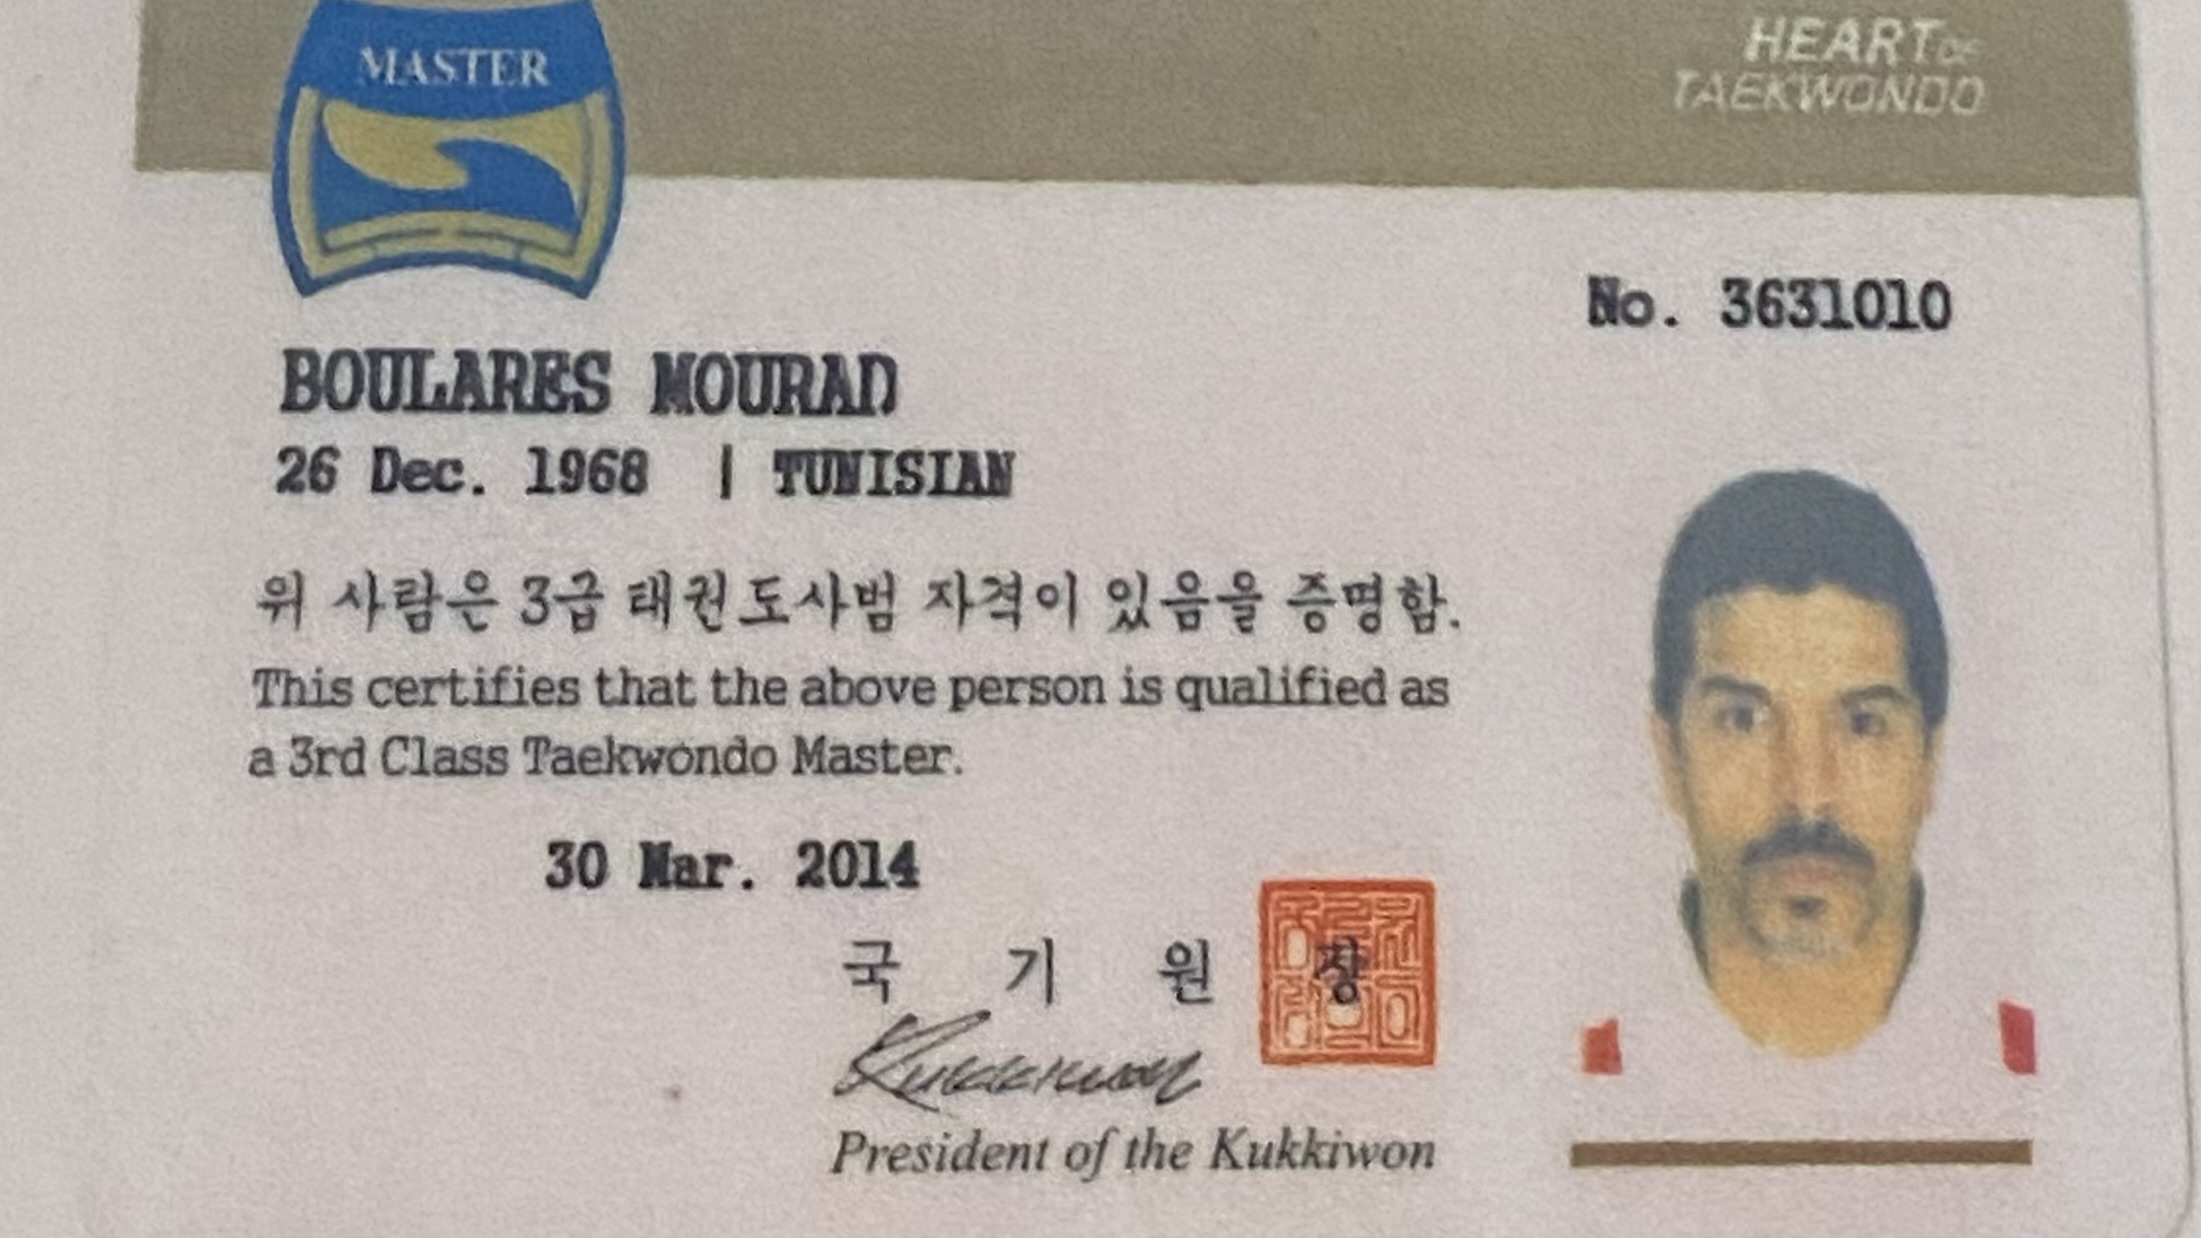 MASTER
HEART OF
TAEKWONDO
No. 3631010
BOULARES MOURAD
26 Dec. 1968 | TUNISIAN
위 사람은 3급 태권도사범 자격이 있음을 증명함.
This certifies that the above person is qualified as
a 3rd Class Taekwondo Master.
30 Mar. 2014
국 기 원 장
Kukkiwon
President of the Kukkiwon